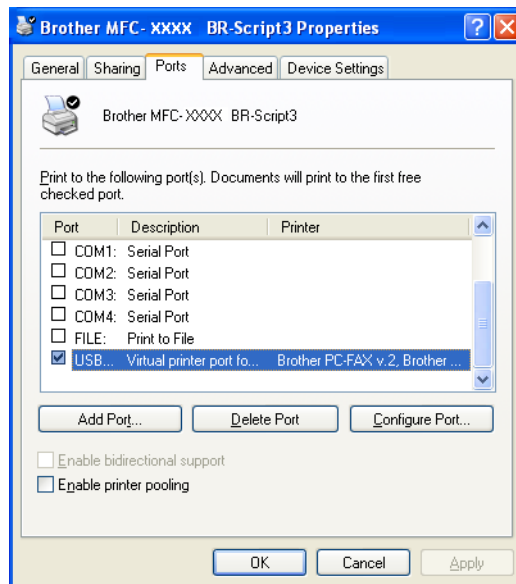 Brother MFC- XXXX BR-Script3 Properties
General Sharing Ports Advanced Device Settings
Brother MFC- XXXX BR-Script3
Print to the following port(s). Documents will print to the first free
checked port.
Port Description Printer
COM1: Serial Port
COM2: Serial Port
COM3: Serial Port
COM4: Serial Port
FILE: Print to File
USB... Virtual printer port fo... Brother PC-FAX v.2, Brother ...
Add Port... Delete Port Configure Port...
Enable bidirectional support
Enable printer pooling
OK Cancel Apply